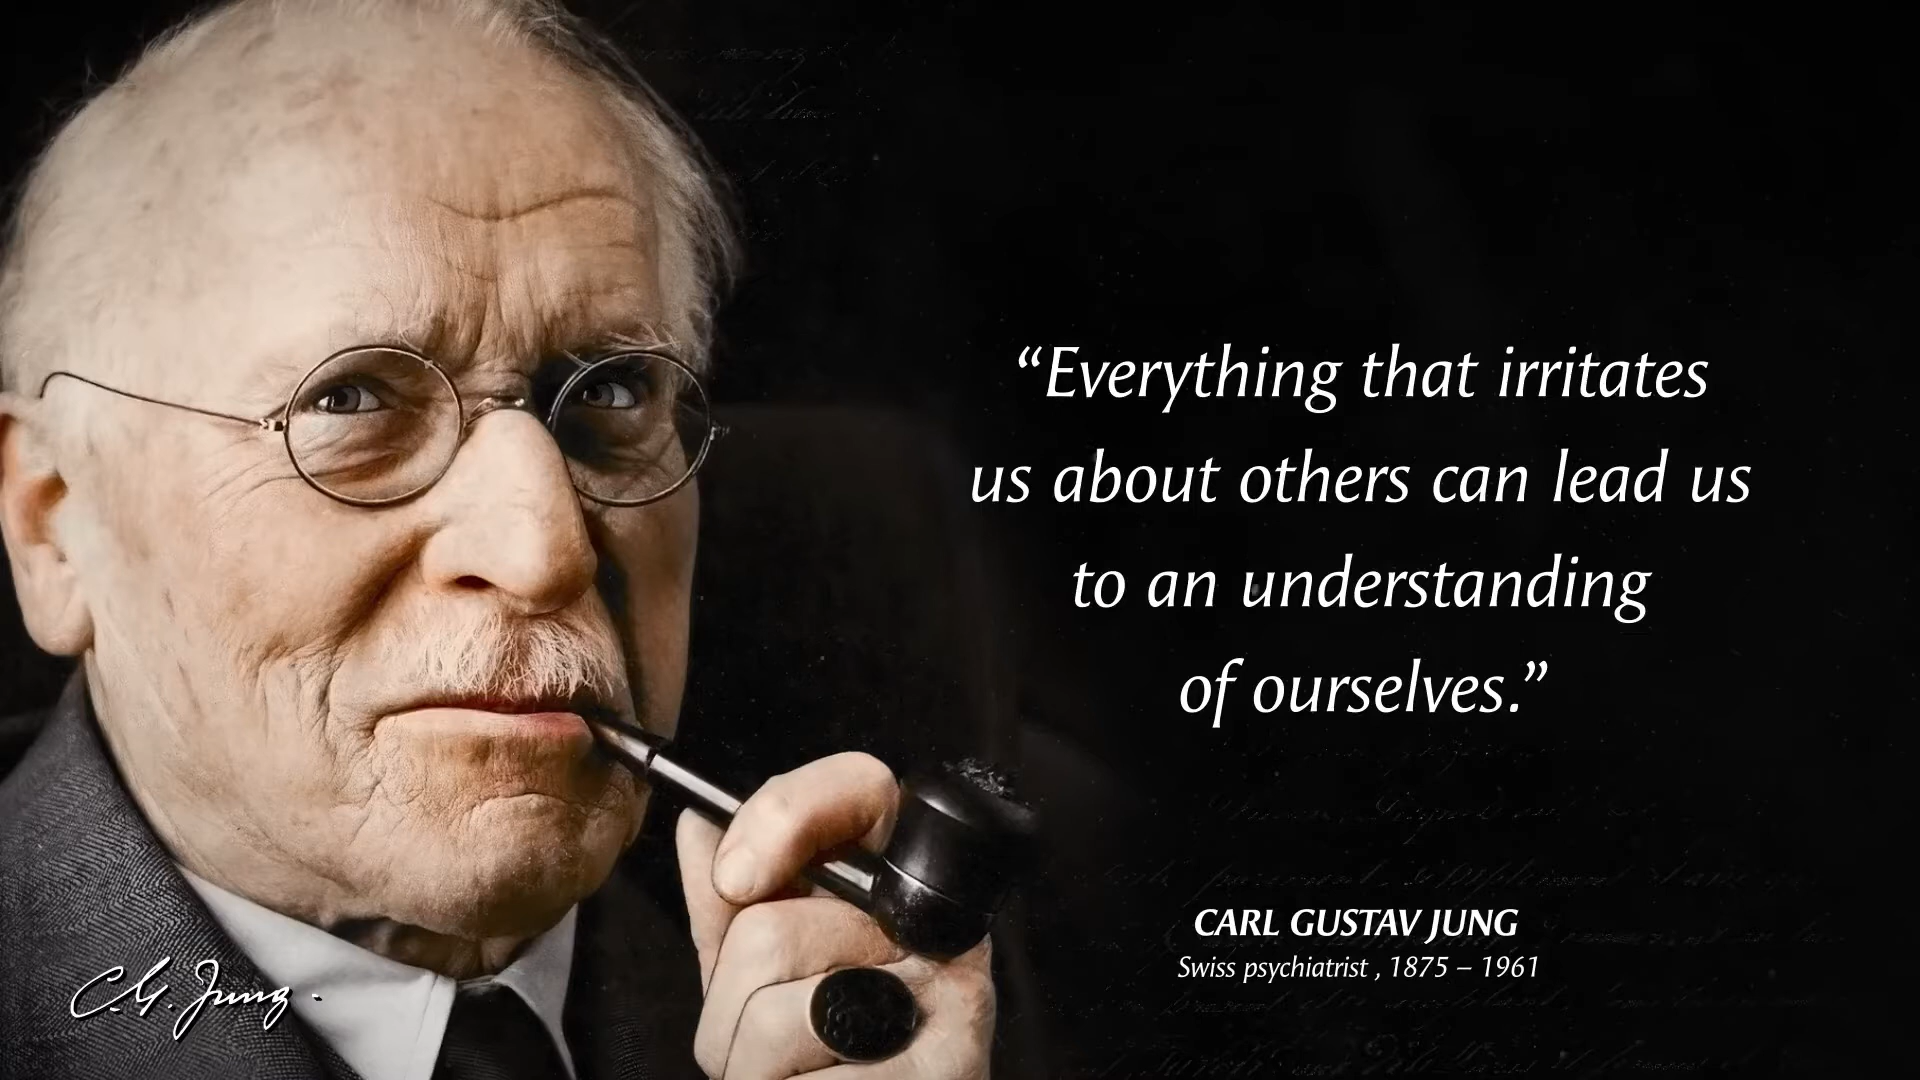 “Everything that irritates
us about others can lead us
to an understanding
of ourselves.”
CARL GUSTAV JUNG
Swiss psychiatrist , 1875 – 1961
C. G. Jung.